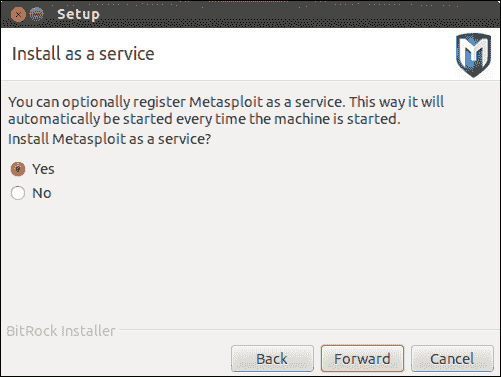 Setup
Install as a service
You can optionally register Metasploit as a service. This way it will
automatically be started every time the machine is started.
Install Metasploit as a service?
Yes
No
BitRock Installer
Back
Forward
Cancel